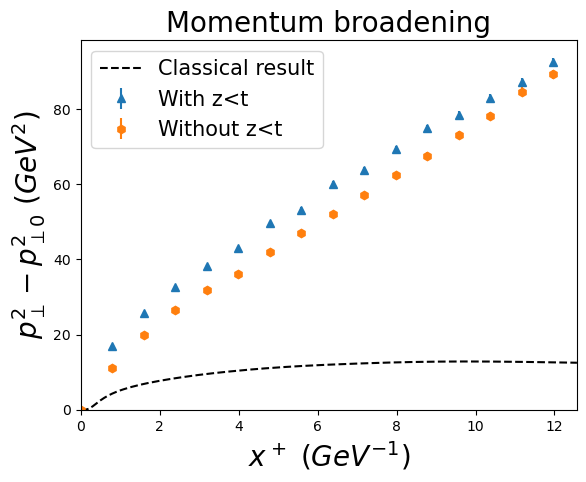 Momentum broadening
Classical result
With z<t
Without z<t
p²⊥ − p²⊥0 (GeV²)
80
60
40
20
0
0 2 4 6 8 10 12
x⁺ (GeV⁻¹)